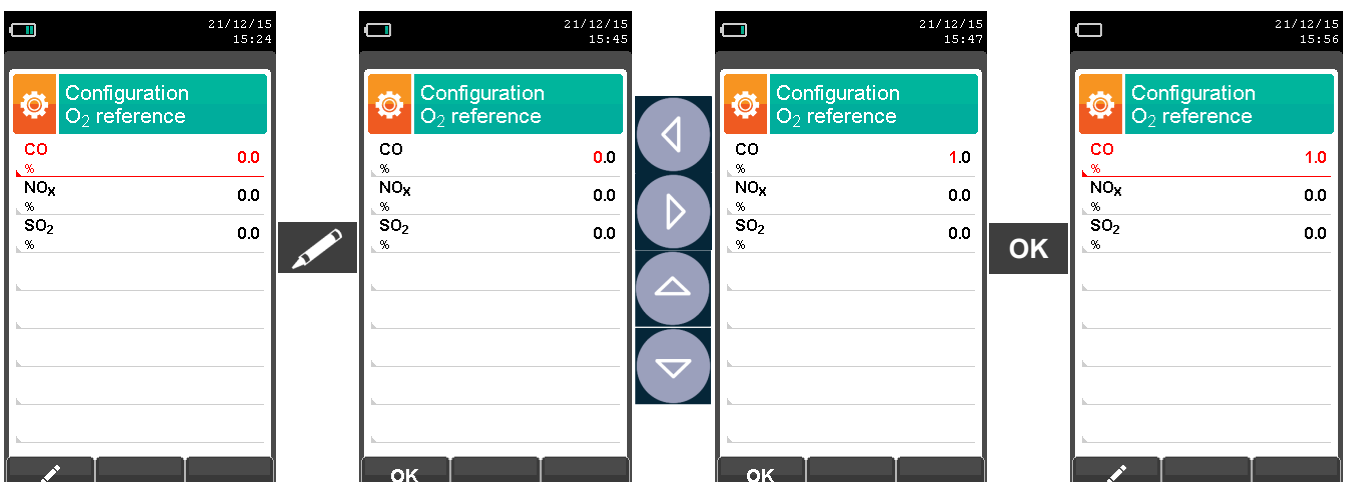 21/12/15
15:24
Configuration
O2 reference
CO
%
0.0
NOx
%
0.0
SO2
%
0.0
21/12/15
15:45
Configuration
O2 reference
CO
%
0.0
NOx
%
0.0
SO2
%
0.0
OK
21/12/15
15:47
Configuration
O2 reference
CO
%
1.0
NOx
%
0.0
SO2
%
0.0
OK
OK
21/12/15
15:56
Configuration
O2 reference
CO
%
1.0
NOx
%
0.0
SO2
%
0.0